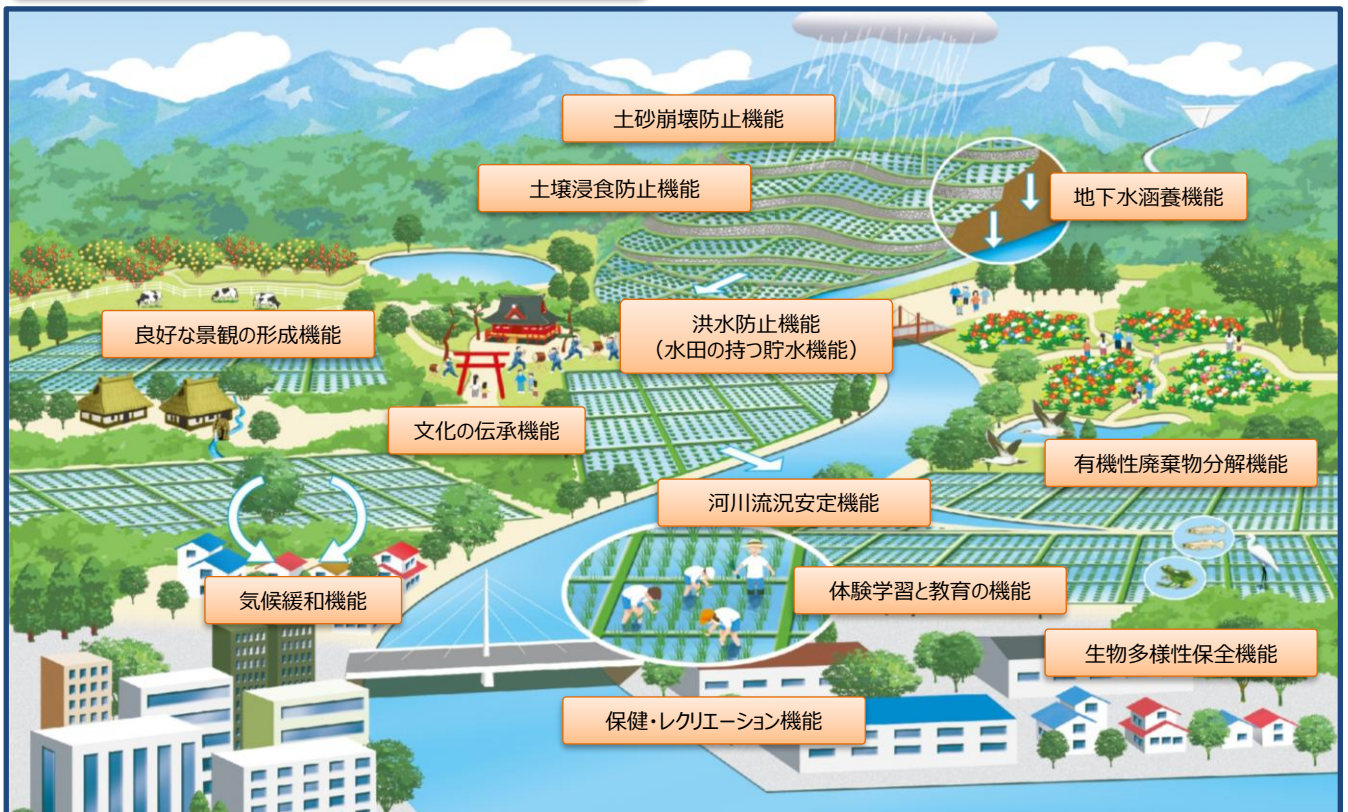 土砂崩壊防止機能
土壌浸食防止機能
地下水涵養機能
良好な景観の形成機能
洪水防止機能
（水田の持つ貯水機能）
文化の伝承機能
有機性廃棄物分解機能
河川流況安定機能
気候緩和機能
体験学習と教育の機能
生物多様性保全機能
保健・レクリエーション機能